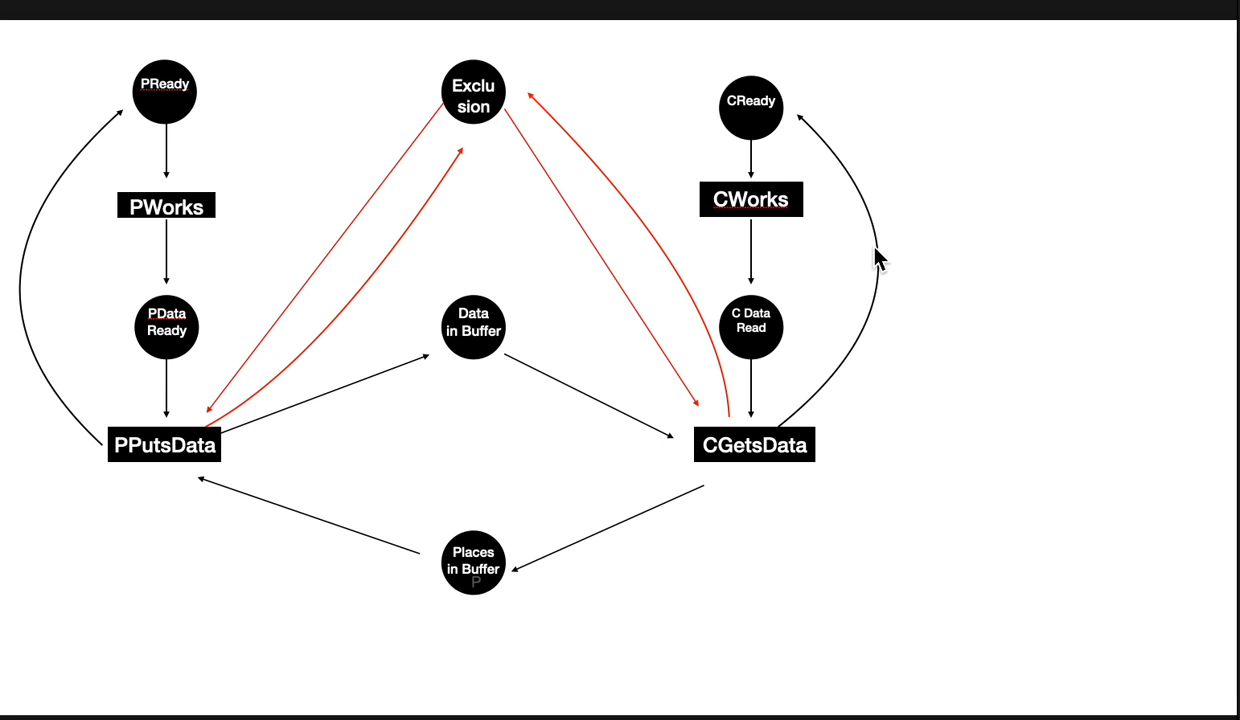 PReady
Exclu
sion
CReady
PWorks
CWorks
PData
Ready
Data
in Buffer
C Data
Read
PPutsData
CGetsData
Places
in Buffer
P